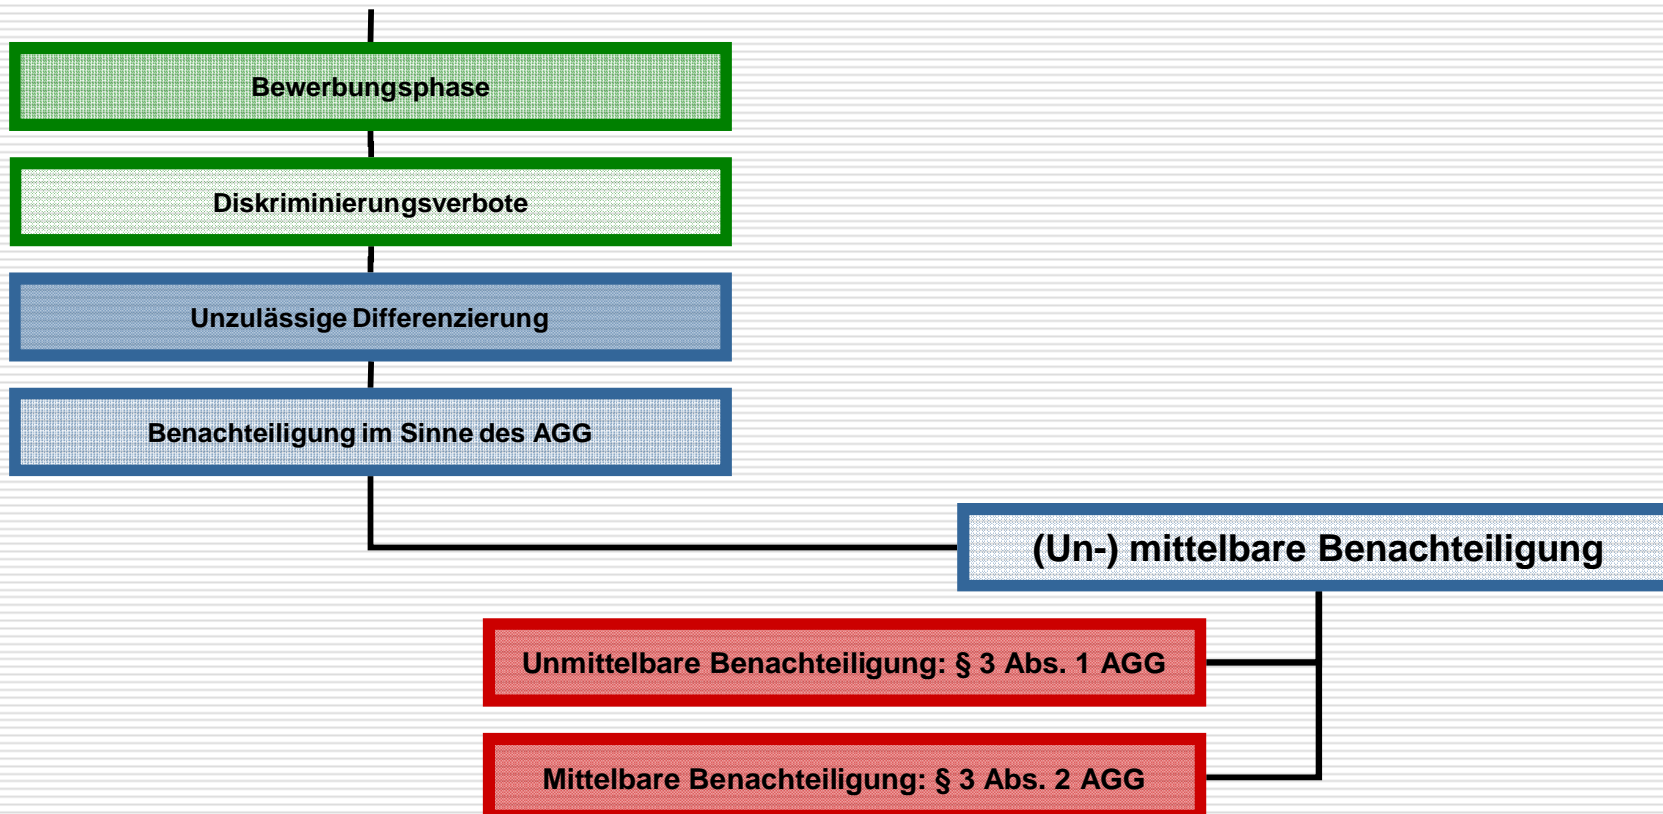 Bewerbungsphase
Diskriminierungsverbote
Unzulässige Differenzierung
Benachteiligung im Sinne des AGG
(Un-) mittelbare Benachteiligung
Unmittelbare Benachteiligung: § 3 Abs. 1 AGG
Mittelbare Benachteiligung: § 3 Abs. 2 AGG